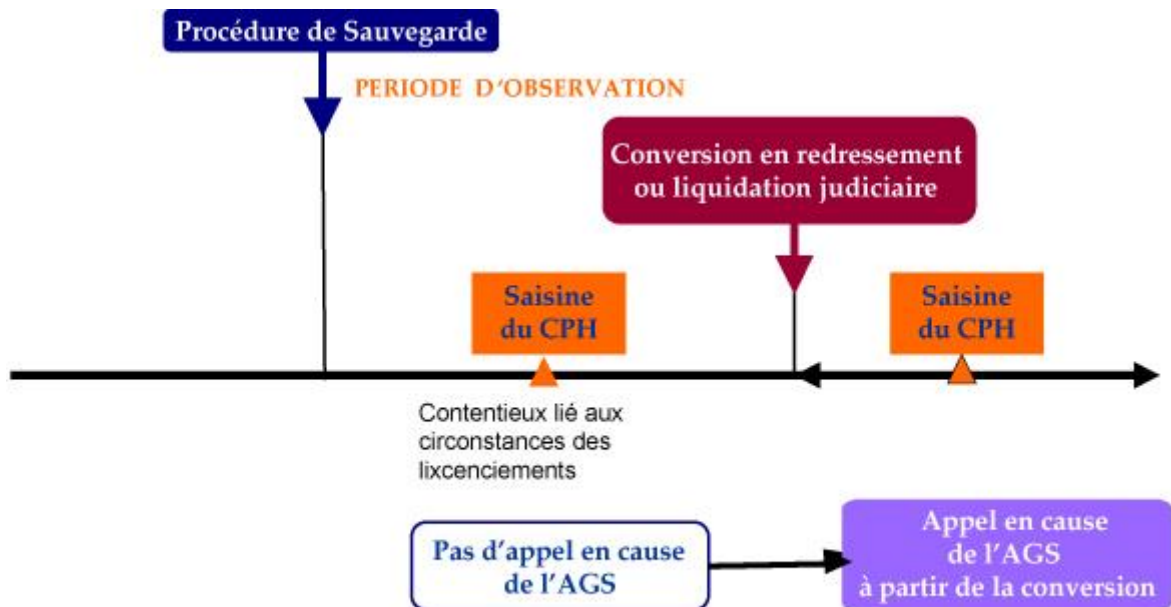 Procédure de Sauvegarde
PERIODE D'OBSERVATION
Conversion en redressement
ou liquidation judiciaire
Saisine
du CPH
Saisine
du CPH
Contentieux lié aux
circonstances des
lixcenciements
Pas d'appel en cause
de l'AGS
Appel en cause
de l'AGS
à partir de la conversion